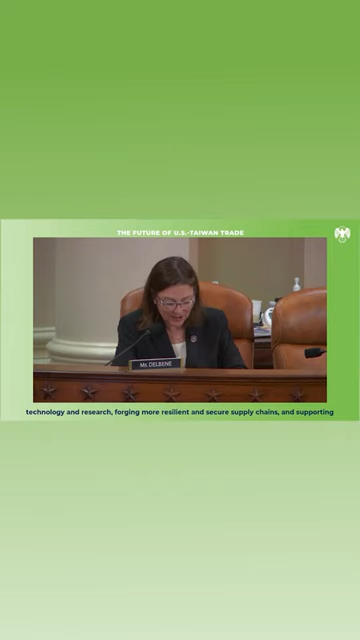 THE FUTURE OF U.S.-TAIWAN TRADE
Ms. DELBENE
technology and research, forging more resilient and secure supply chains, and supporting